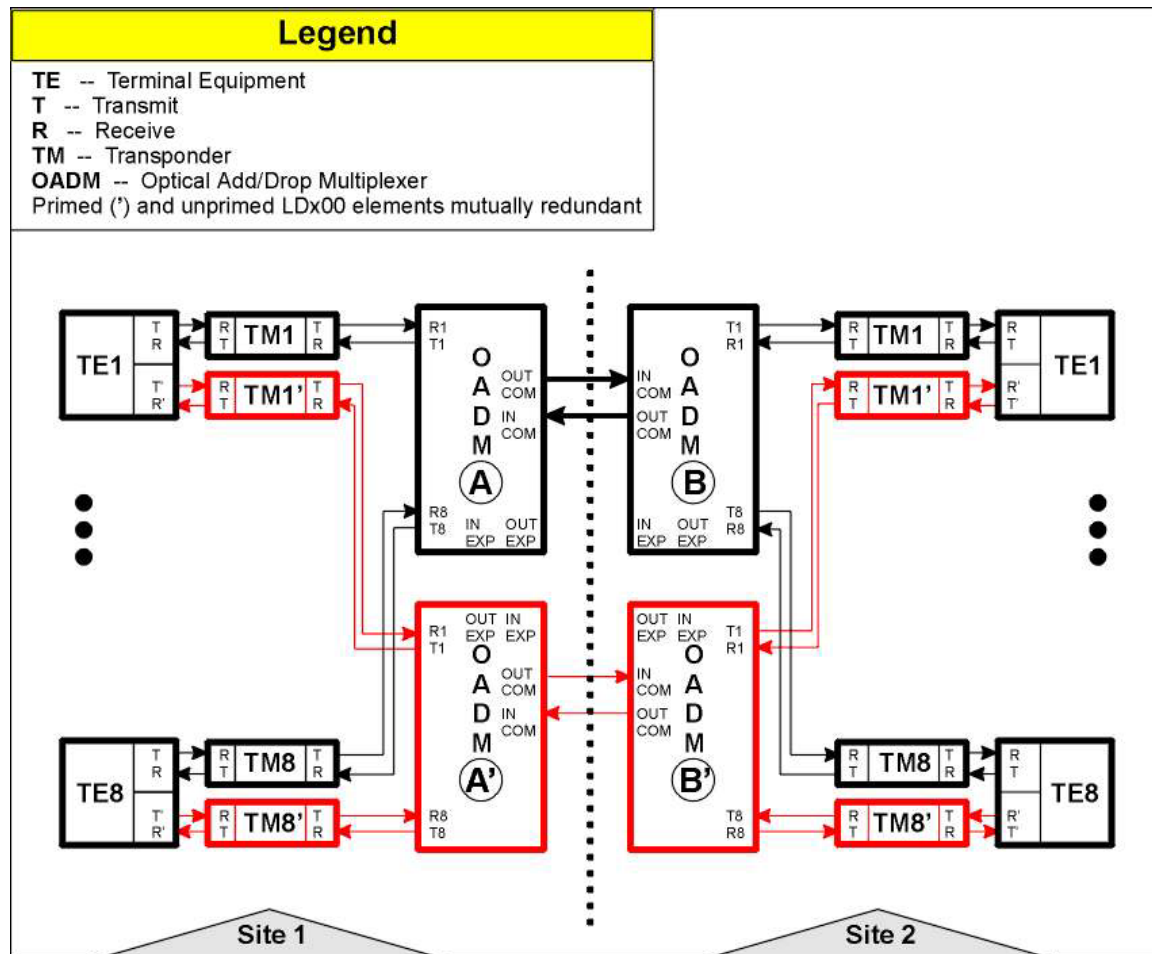 Legend
TE -- Terminal Equipment
T -- Transmit
R -- Receive
TM -- Transponder
OADM -- Optical Add/Drop Multiplexer
Primed (') and unprimed LDx00 elements mutually redundant
TE1
T
R
T'
R'
R
T
TM1
T
R
R
T
TM1'
T
R
R1
T1
OADM
A
OUT COM
IN COM
R8
T8
IN EXP
OUT EXP
IN COM
OUT COM
OADM
B
T1
R1
T8
R8
IN EXP
OUT EXP
R
T
TM1
T
R
R
T
TM1'
T
R
R
T
R'
T'
TE1
TE8
T
R
T'
R'
R
T
TM8
T
R
R
T
TM8'
T
R
R1
T1
OUT EXP
IN EXP
OADM
A'
OUT COM
IN COM
R8
T8
OUT EXP
IN EXP
IN COM
OUT COM
OADM
B'
T1
R1
T8
R8
R
T
TM8
T
R
R
T
TM8'
T
R
R
T
R'
T'
TE8
Site 1
Site 2